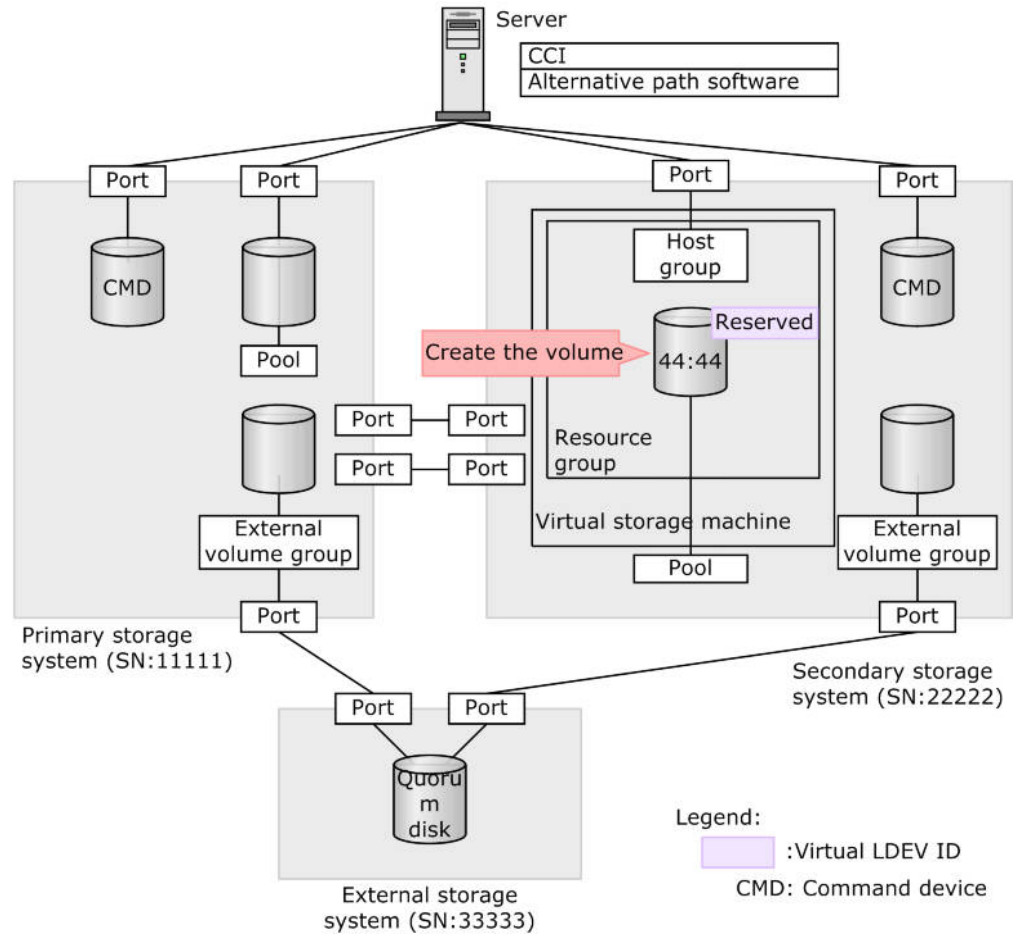 Server
CCI
Alternative path software
Port
Port
Port
Port
Host
group
CMD
CMD
Reserved
Create the volume
44:44
Pool
Port
Port
Resource
group
Port
Port
Virtual storage machine
External
volume group
External
volume group
Pool
Port
Port
Primary storage
system (SN:11111)
Secondary storage
system (SN:22222)
Port
Port
Quoru
m
disk
Legend:
:Virtual LDEV ID
CMD: Command device
External storage
system (SN:33333)